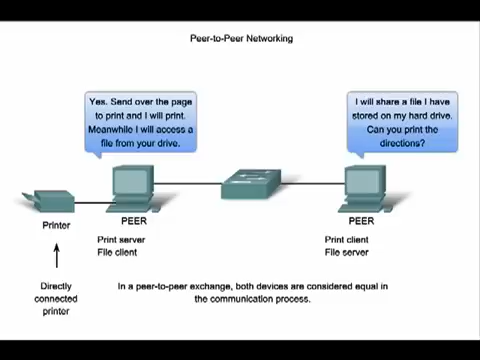 Peer-to-Peer Networking
Yes. Send over the page
to print and I will print.
Meanwhile I will access a
file from your drive.
I will share a file I have
stored on my hard drive.
Can you print the
directions?
Printer
PEER
PEER
Print server
File client
Print client
File server
Directly
connected
printer
In a peer-to-peer exchange, both devices are considered equal in
the communication process.